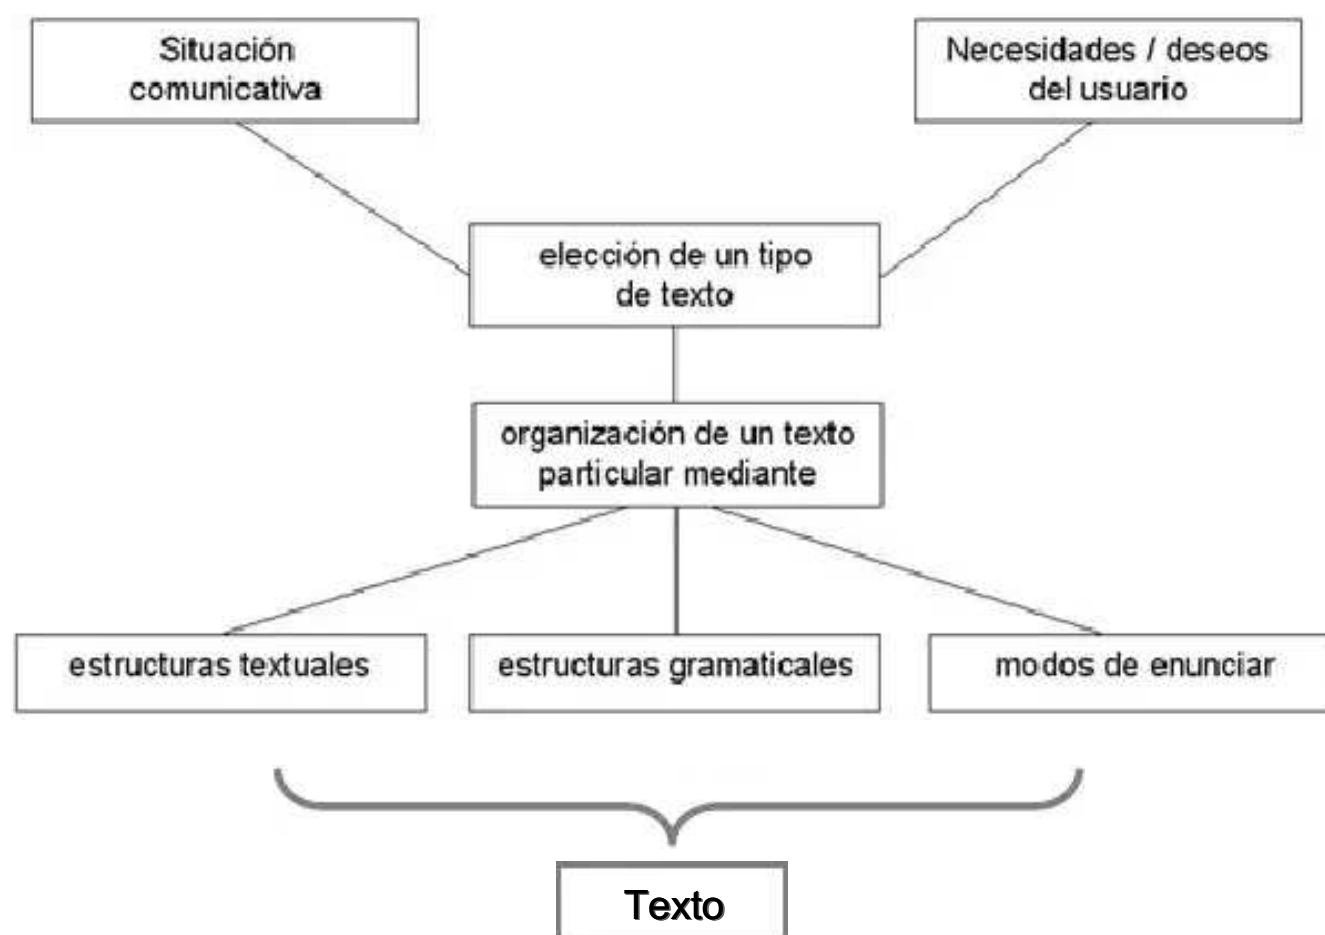 Situación
comunicativa
Necesidades / deseos
del usuario
elección de un tipo
de texto
organización de un texto
particular mediante
estructuras textuales
estructuras gramaticales
modos de enunciar
Texto